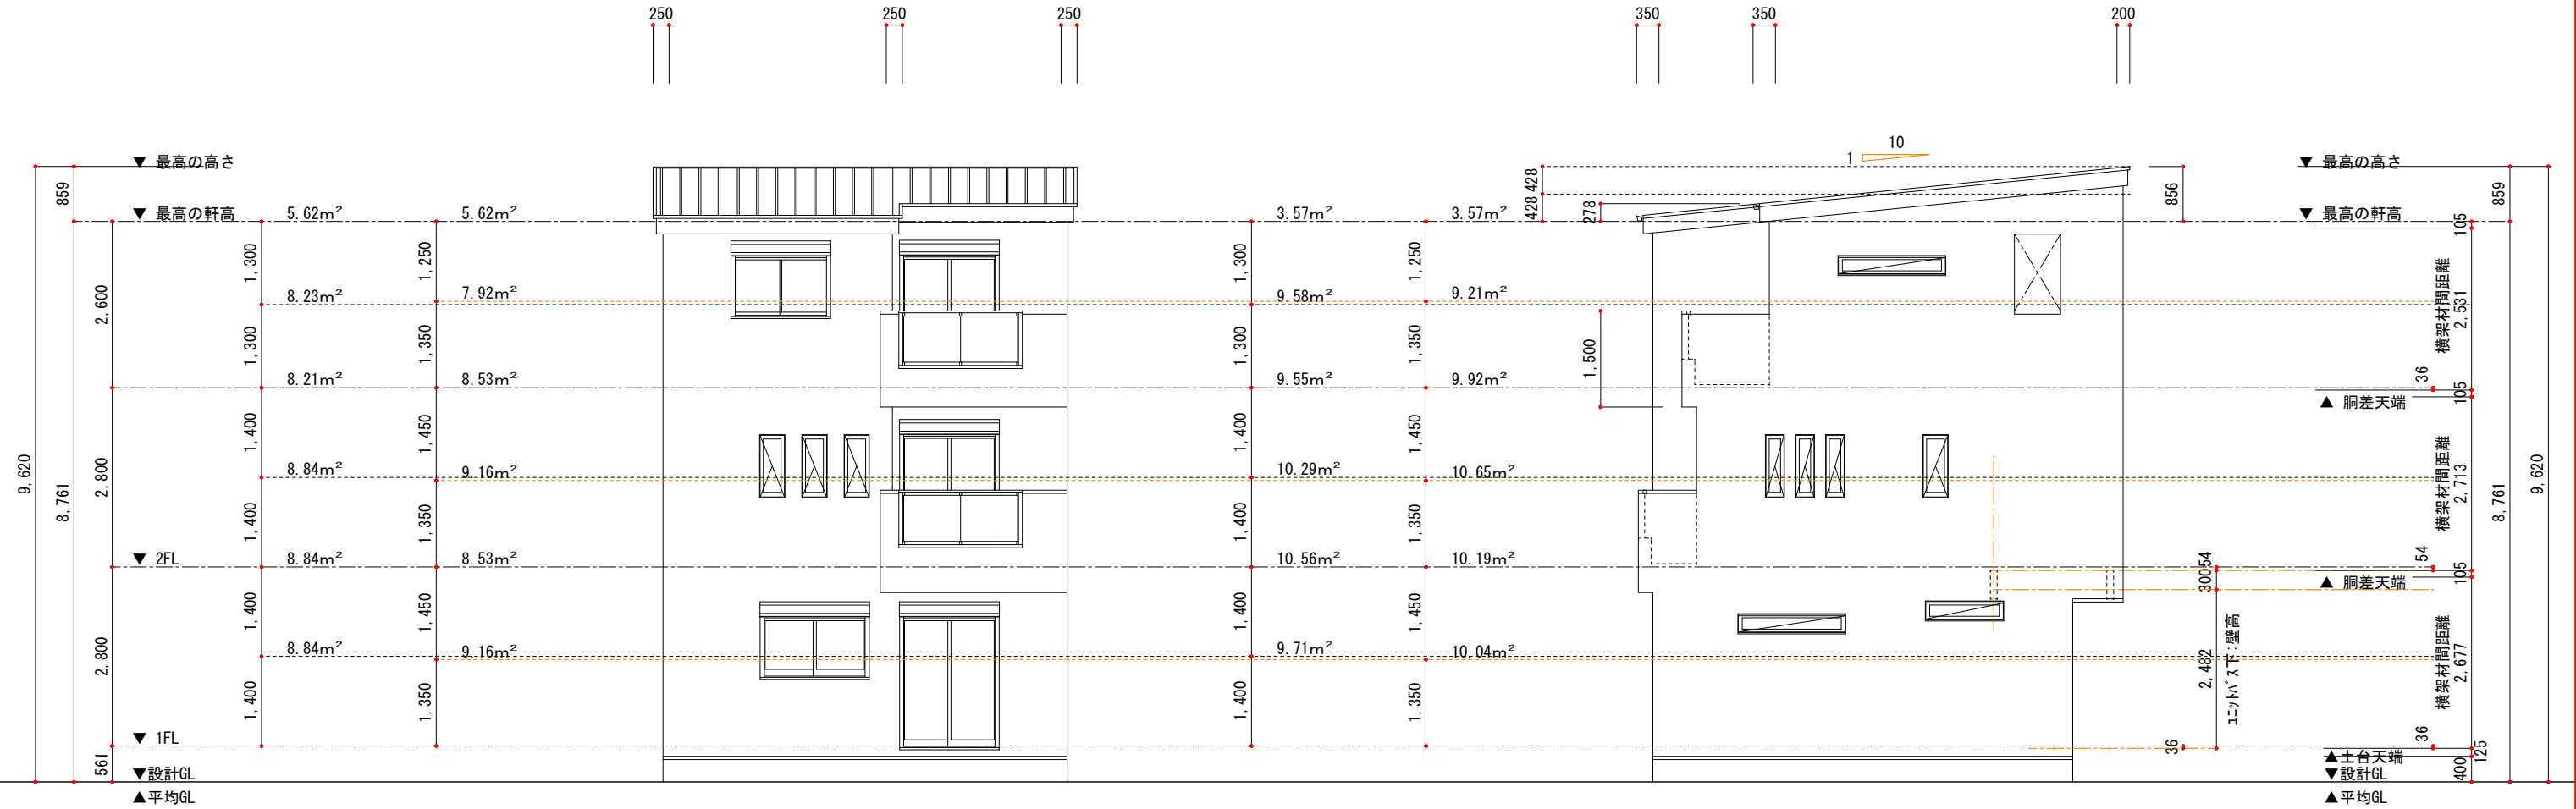 250
250
250
350
350
200
10
1
▼ 最高の高さ
▼ 最高の高さ
859
428
428
278
856
859
▼ 最高の軒高
5.62m²
5.62m²
3.57m²
3.57m²
▼ 最高の軒高
105
1,300
1,250
1,300
1,250
2,600
8.23m²
7.92m²
9.58m²
9.21m²
横架材間距離
2,531
1,300
1,350
1,300
1,350
1,500
8.21m²
8.53m²
9.55m²
9.92m²
36
105
▲ 胴差天端
1,400
1,450
1,400
1,450
9,620
8,761
2,800
8.84m²
9.16m²
10.29m²
10.65m²
横架材間距離
2,713
8,761
9,620
1,400
1,350
1,400
1,350
▼ 2FL
8.84m²
8.53m²
10.56m²
10.19m²
54
300
54
105
▲ 胴差天端
1,400
1,450
1,400
1,450
2,800
8.84m²
9.16m²
9.71m²
10.04m²
2,482
ユニットバス下:壁高
横架材間距離
2,677
1,400
1,350
1,400
1,350
▼ 1FL
36
36
125
561
▲土台天端
▼設計GL
▼設計GL
400
▲平均GL
▲平均GL